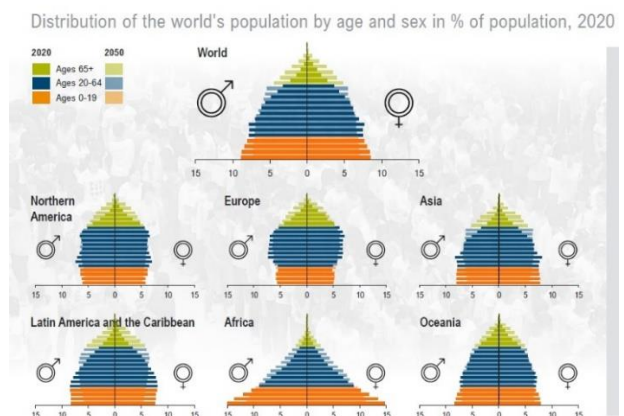 Distribution of the world's population by age and sex in % of population, 2020
2020 2050
Ages 65+
Ages 20-64
Ages 0-19
World
15 10 5 0 5 10 15
Northern
America
Europe
Asia
15 10 5 0 5 10 15
15 10 5 0 5 10 15
15 10 5 0 5 10 15
Latin America and the Caribbean
Africa
Oceania
15 10 5 0 5 10 15
15 10 5 0 5 10 15
15 10 5 0 5 10 15